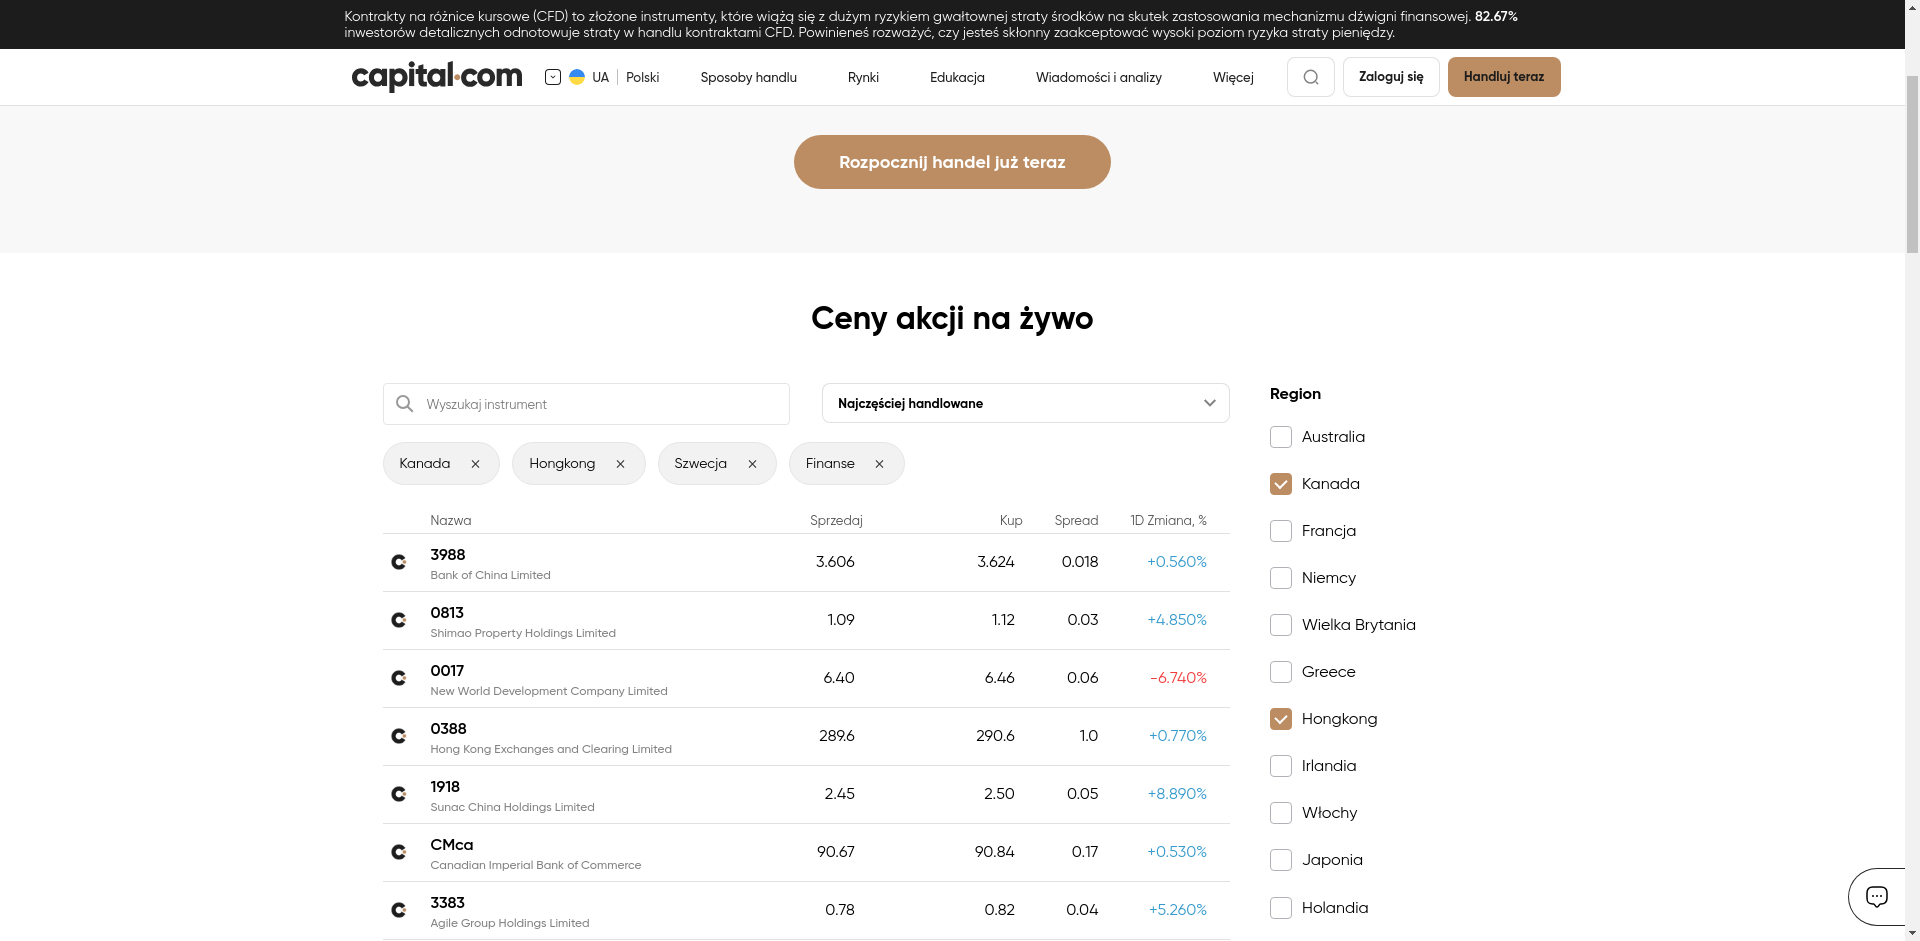 Kontrakty na różnice kursowe (CFD) to złożone instrumenty, które wiążą się z dużym ryzykiem gwałtownej straty środków na skutek zastosowania mechanizmu dźwigni finansowej. 82.67%
inwestorów detalicznych odnotowuje straty w handlu kontraktami CFD. Powinieneś rozważyć, czy jesteś skłonny zaakceptować wysoki poziom ryzyka straty pieniędzy.
capital.com UA Polski Sposoby handlu Rynki Edukacja Wiadomości i analizy Więcej Zaloguj się Handluj teraz
Rozpocznij handel już teraz
Ceny akcji na żywo
Wyszukaj instrument Najczęściej handlowane
Kanada Hongkong Szwecja Finanse
Nazwa Sprzedaj Kup Spread 1D Zmiana, %
3988
Bank of China Limited
3.606 3.624 0.018 +0.560%
0813
Shimao Property Holdings Limited
1.09 1.12 0.03 +4.850%
0017
New World Development Company Limited
6.40 6.46 0.06 -6.740%
0388
Hong Kong Exchanges and Clearing Limited
289.6 290.6 1.0 +0.770%
1918
Sunac China Holdings Limited
2.45 2.50 0.05 +8.890%
CMca
Canadian Imperial Bank of Commerce
90.67 90.84 0.17 +0.530%
3383
Agile Group Holdings Limited
0.78 0.82 0.04 +5.260%
Region
Australia
Kanada
Francja
Niemcy
Wielka Brytania
Greece
Hongkong
Irlandia
Włochy
Japonia
Holandia